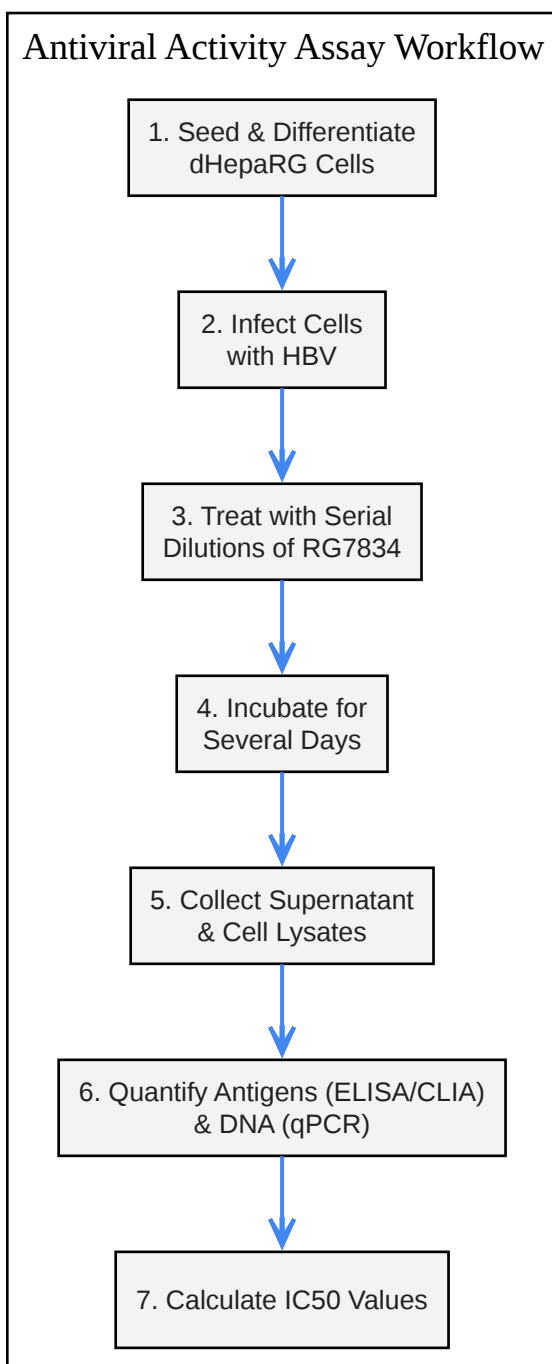 Antiviral Activity Assay Workflow
1. Seed & Differentiate
dHepaRG Cells
2. Infect Cells
with HBV
3. Treat with Serial
Dilutions of RG7834
4. Incubate for
Several Days
5. Collect Supernatant
& Cell Lysates
6. Quantify Antigens (ELISA/CLIA)
& DNA (qPCR)
7. Calculate IC50 Values